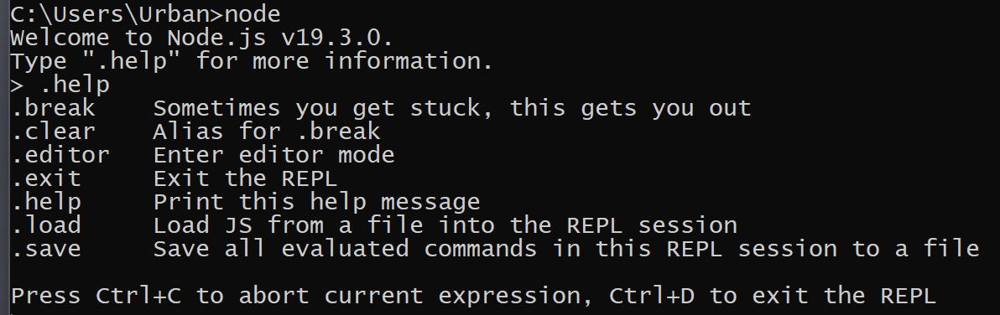 C:\Users\Urban>node
Welcome to Node.js v19.3.0.
Type ".help" for more information.
> .help
.break    Sometimes you get stuck, this gets you out
.clear    Alias for .break
.editor   Enter editor mode
.exit     Exit the REPL
.help     Print this help message
.load     Load JS from a file into the REPL session
.save     Save all evaluated commands in this REPL session to a file

Press Ctrl+C to abort current expression, Ctrl+D to exit the REPL